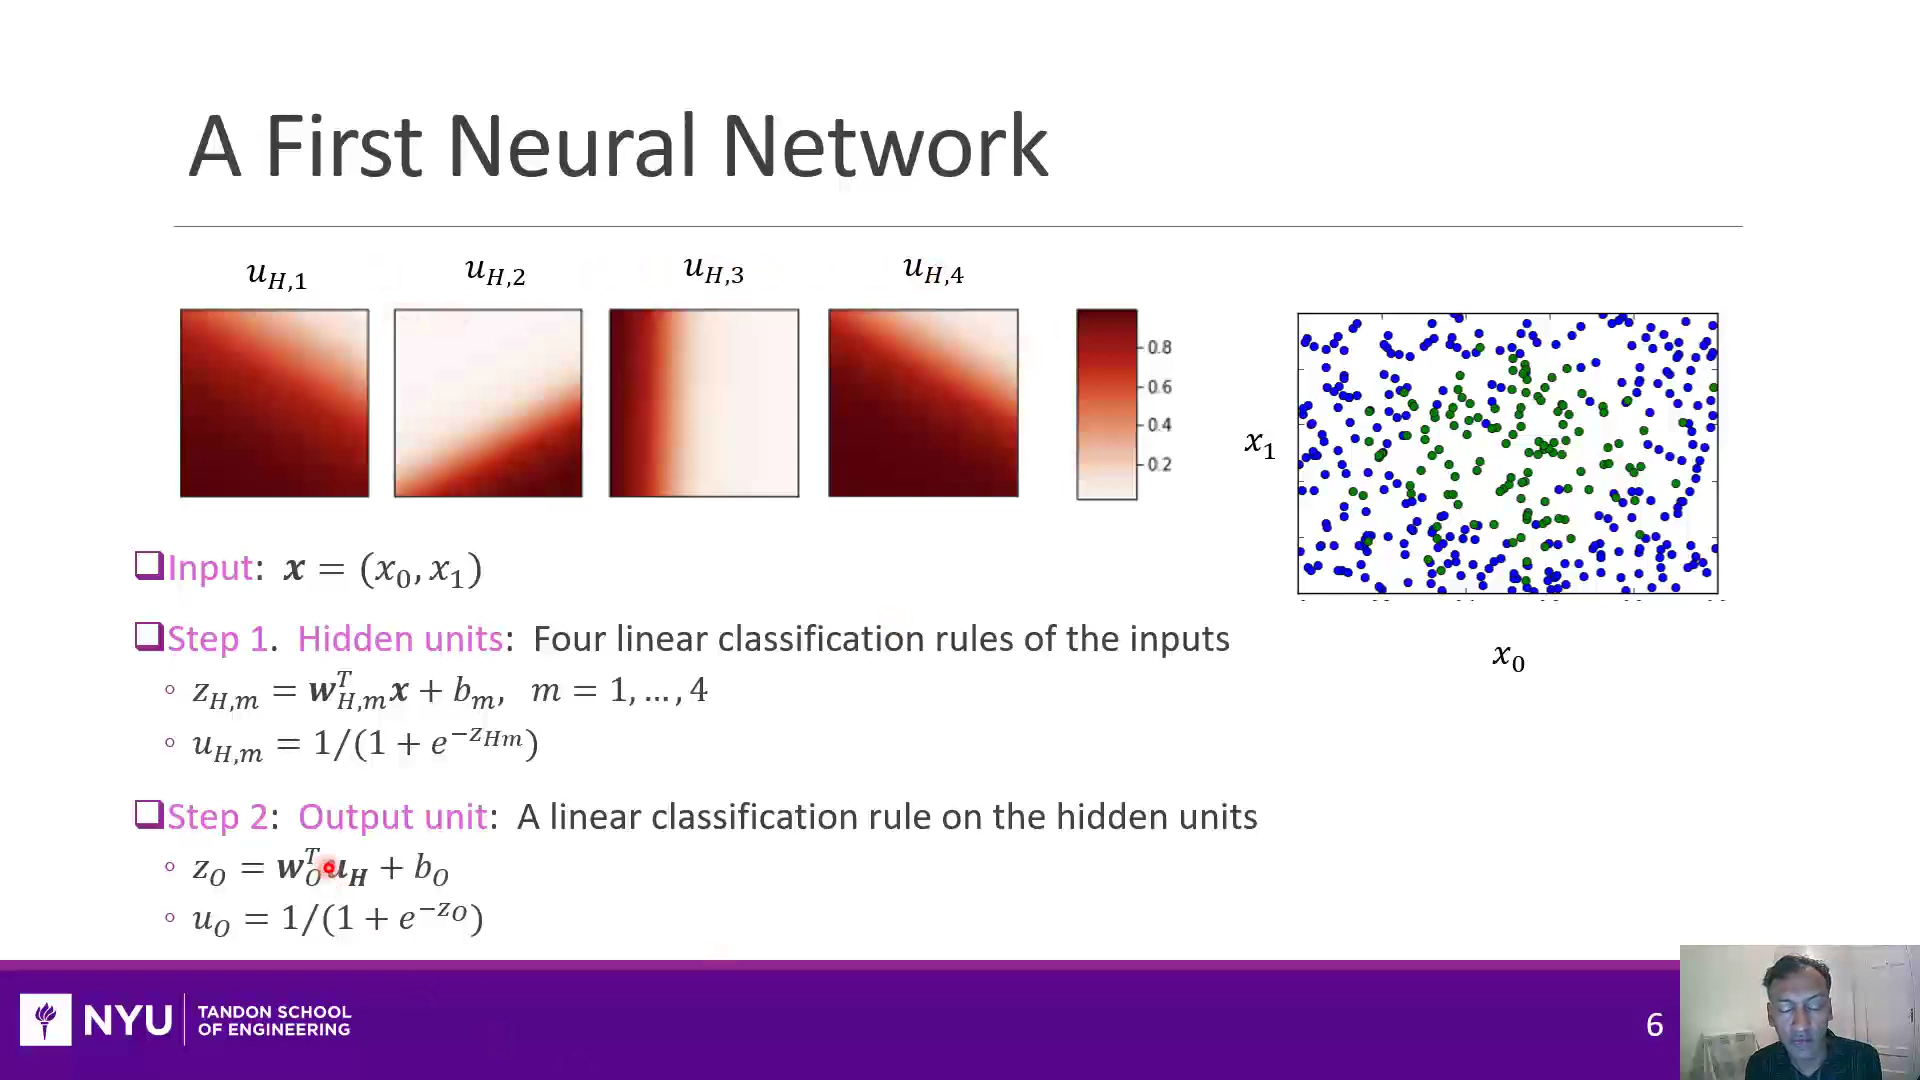 A First Neural Network
u_{H,1} u_{H,2} u_{H,3} u_{H,4}
0.8
0.6
0.4
0.2
x_1
x_0
Input: x = (x_0, x_1)
Step 1. Hidden units: Four linear classification rules of the inputs
z_{H,m} = w_{H,m}^T x + b_m, m = 1, …, 4
u_{H,m} = 1/(1 + e^{-z_{Hm}})
Step 2: Output unit: A linear classification rule on the hidden units
z_O = w_O^T u_H + b_O
u_O = 1/(1 + e^{-z_O})
NYU
TANDON SCHOOL
OF ENGINEERING
6